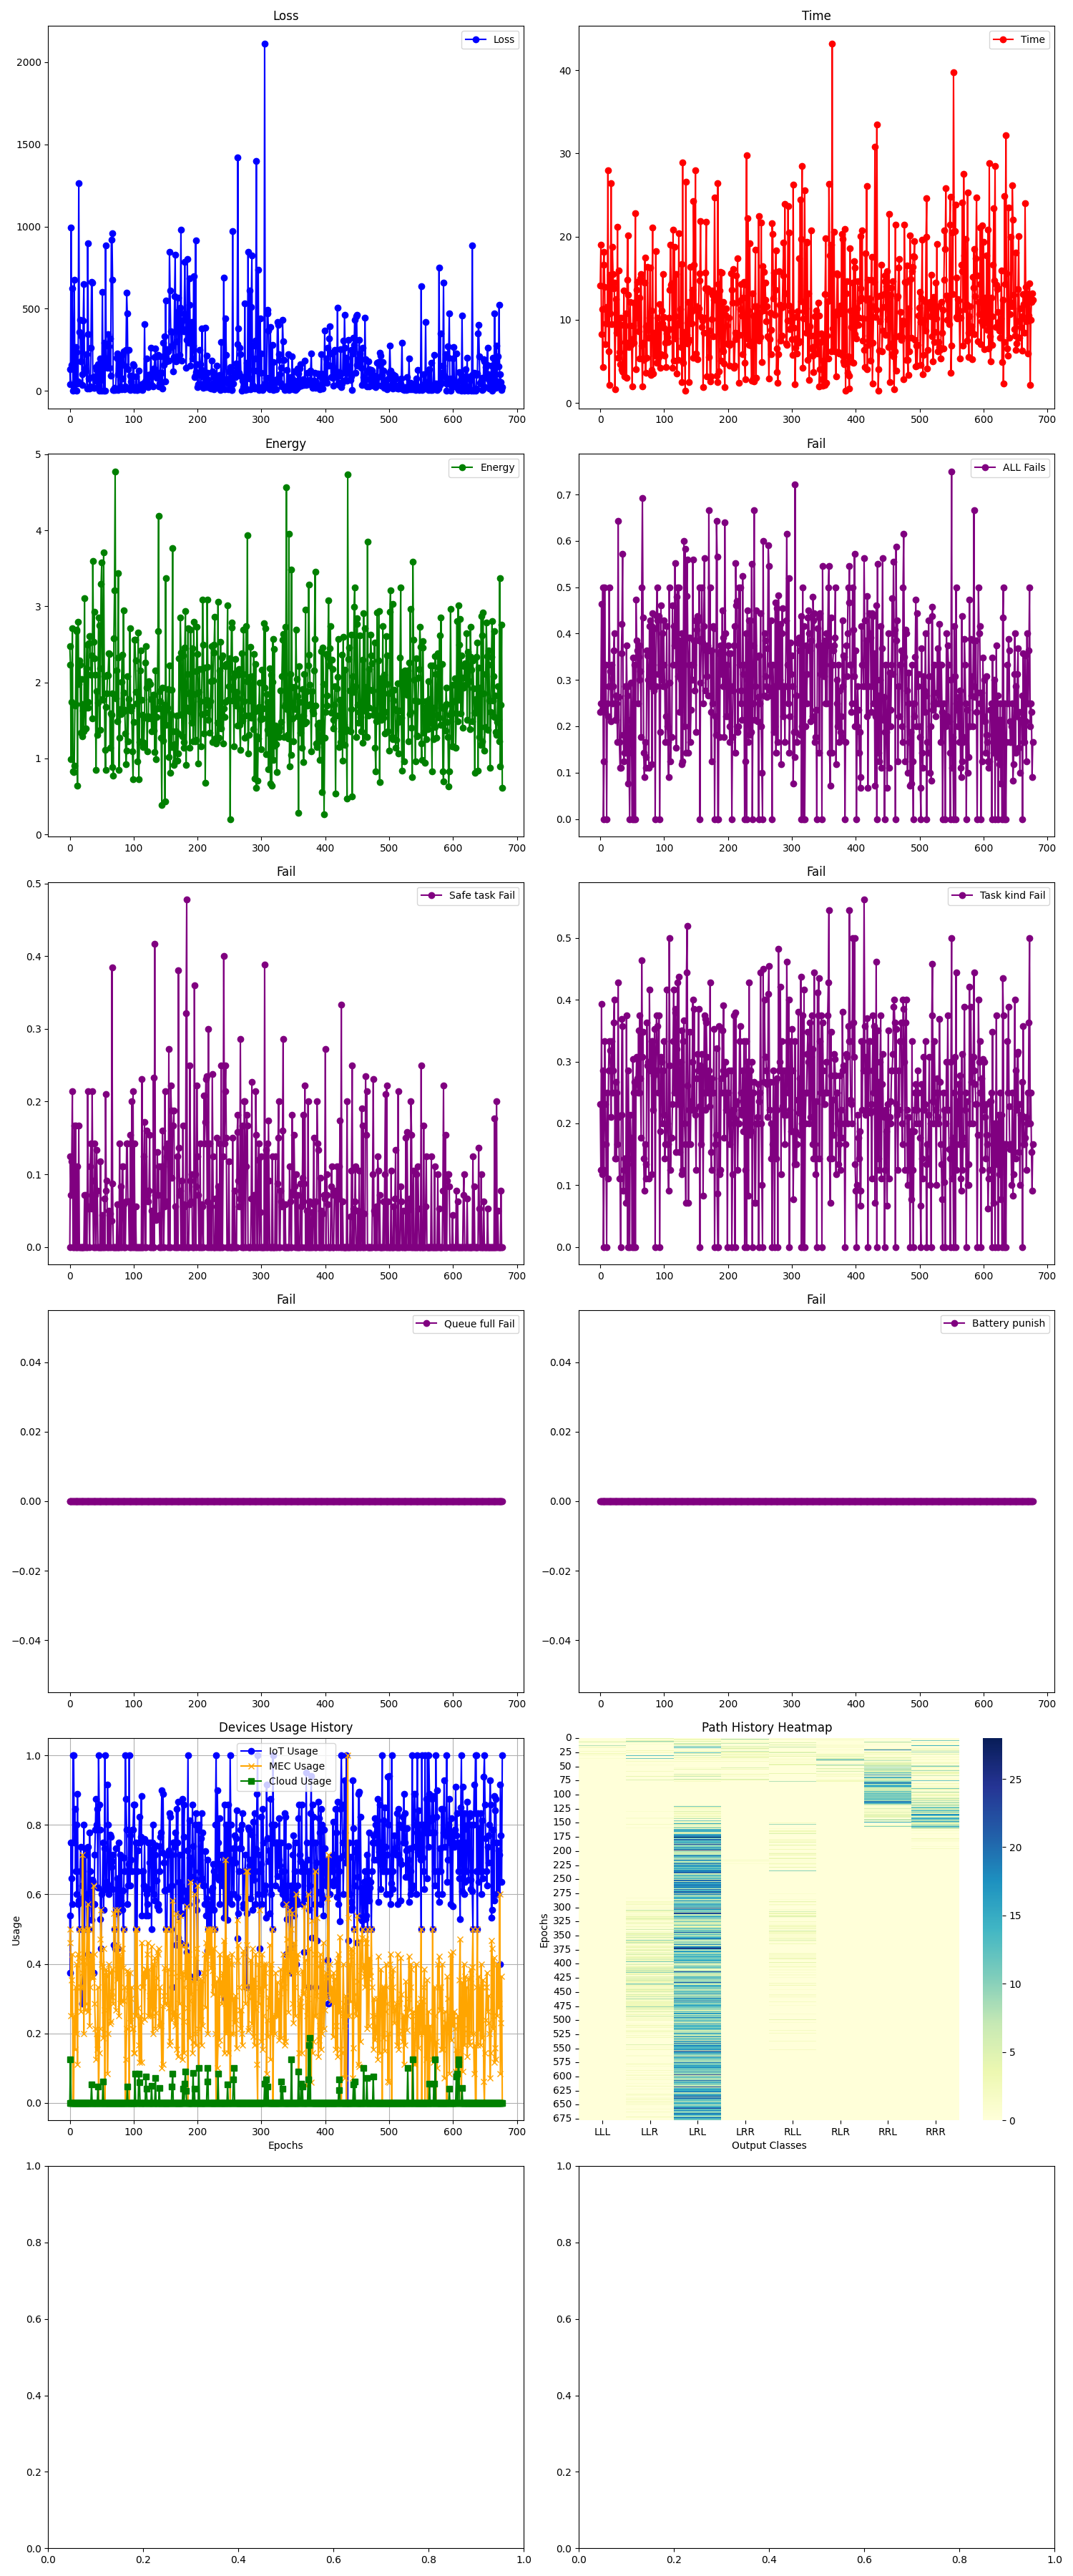 Loss
Loss
2000
1500
1000
500
0
0 100 200 300 400 500 600 700
Time
Time
40
30
20
10
0
0 100 200 300 400 500 600 700
Energy
Energy
5
4
3
2
1
0
0 100 200 300 400 500 600 700
Fail
ALL Fails
0.7
0.6
0.5
0.4
0.3
0.2
0.1
0.0
0 100 200 300 400 500 600 700
Fail
Safe task Fail
0.5
0.4
0.3
0.2
0.1
0.0
0 100 200 300 400 500 600 700
Fail
Task kind Fail
0.5
0.4
0.3
0.2
0.1
0.0
0 100 200 300 400 500 600 700
Fail
Queue full Fail
0.04
0.02
0.00
−0.02
−0.04
0 100 200 300 400 500 600 700
Fail
Battery punish
0.04
0.02
0.00
−0.02
−0.04
0 100 200 300 400 500 600 700
Devices Usage History
IoT Usage
MEC Usage
Cloud Usage
Usage
1.0
0.8
0.6
0.4
0.2
0.0
0 100 200 300 400 500 600 700
Epochs
Path History Heatmap
Epochs
0
25
50
75
100
125
150
175
200
225
250
275
300
325
350
375
400
425
450
475
500
525
550
575
600
625
650
675
LLL LLR LRL LRR RLL RLR RRL RRR
Output Classes
25
20
15
10
5
0
1.0
0.8
0.6
0.4
0.2
0.0
0.0 0.2 0.4 0.6 0.8 1.0
1.0
0.8
0.6
0.4
0.2
0.0
0.0 0.2 0.4 0.6 0.8 1.0